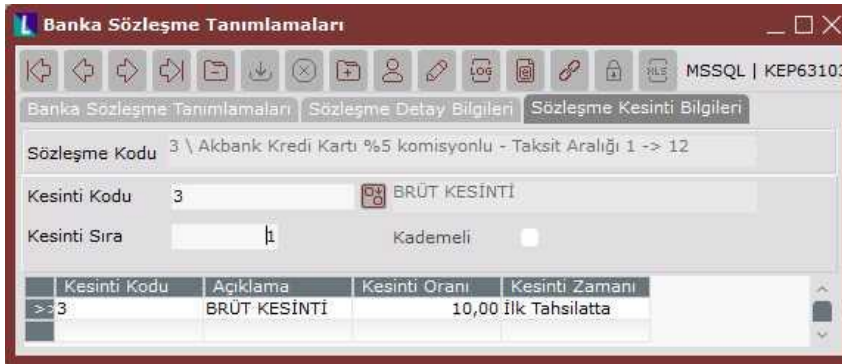 Banka Sözleşme Tanımlamaları
LOG
XLS
MSSQL | KEP63103
Banka Sözleşme Tanımlamaları Sözleşme Detay Bilgileri Sözleşme Kesinti Bilgileri
Sözleşme Kodu 3 \ Akbank Kredi Kartı %5 komisyonlu - Taksit Aralığı 1 -> 12
Kesinti Kodu 3 BRÜT KESİNTİ
Kesinti Sıra 1 Kademeli
Kesinti Kodu Açıklama Kesinti Oranı Kesinti Zamanı
>> 3 BRÜT KESİNTİ 10,00 İlk Tahsilatta